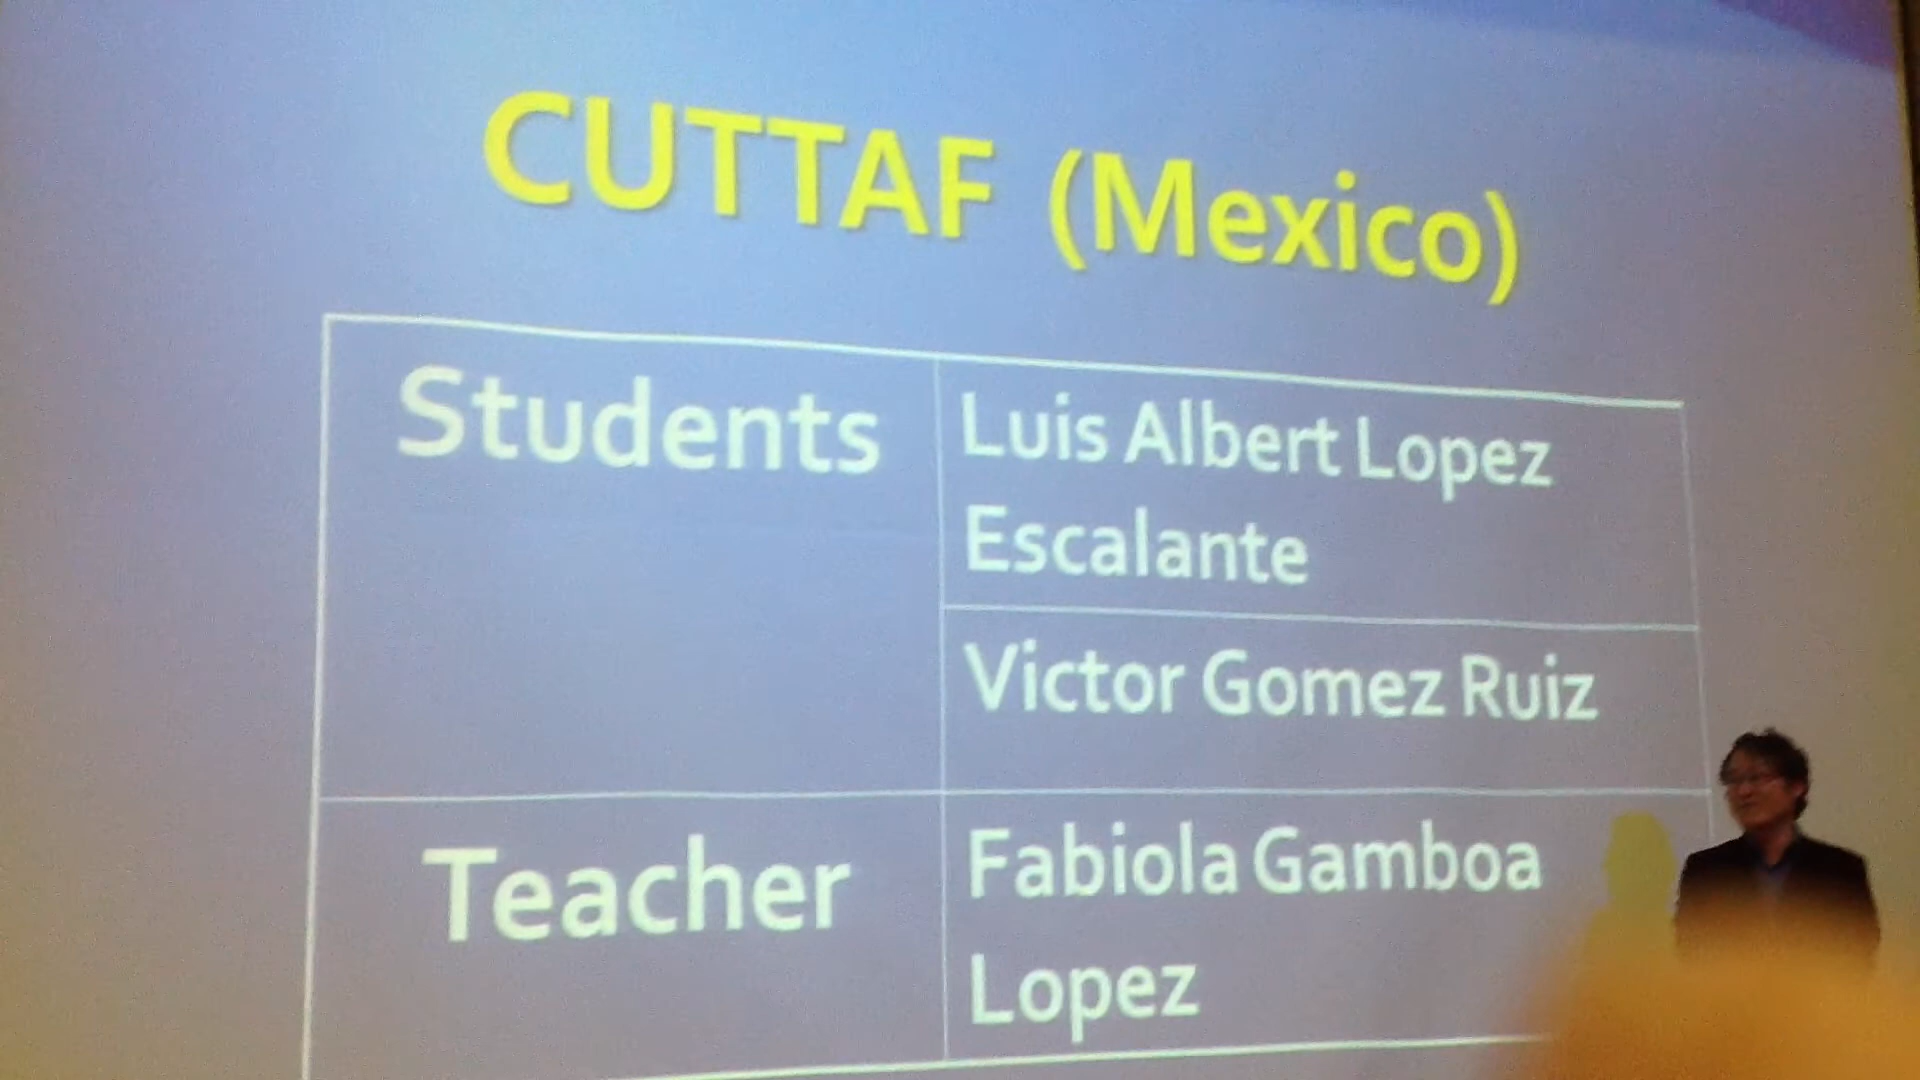 CUTTAF (Mexico)
Students
Luis Albert Lopez
Escalante
Victor Gomez Ruiz
Teacher
Fabiola Gamboa
Lopez